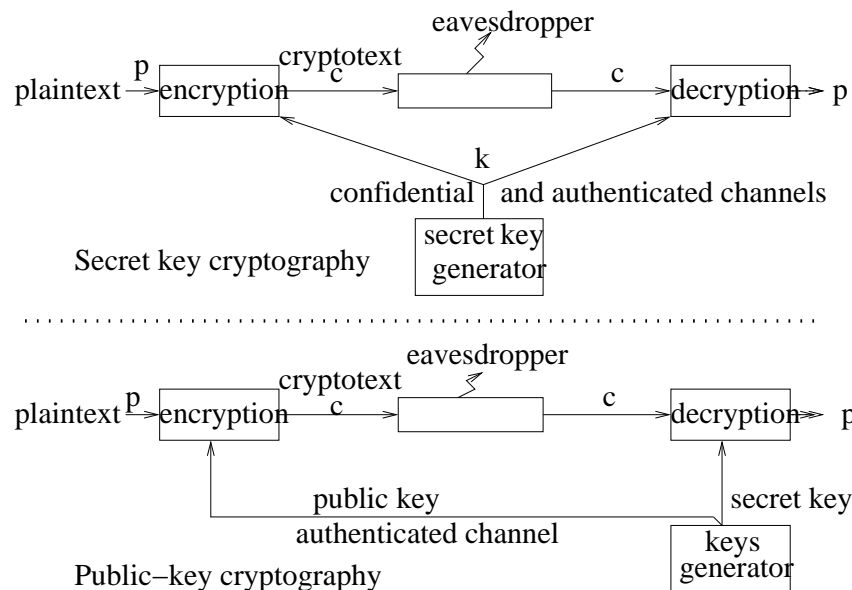 eavesdropper
cryptotext
p
c
c
plaintext
encryption
decryption
p
k
confidential
and authenticated channels
secret key
generator
Secret key cryptography
eavesdropper
cryptotext
p
c
c
plaintext
encryption
decryption
p
public key
secret key
authenticated channel
keys
generator
Public-key cryptography